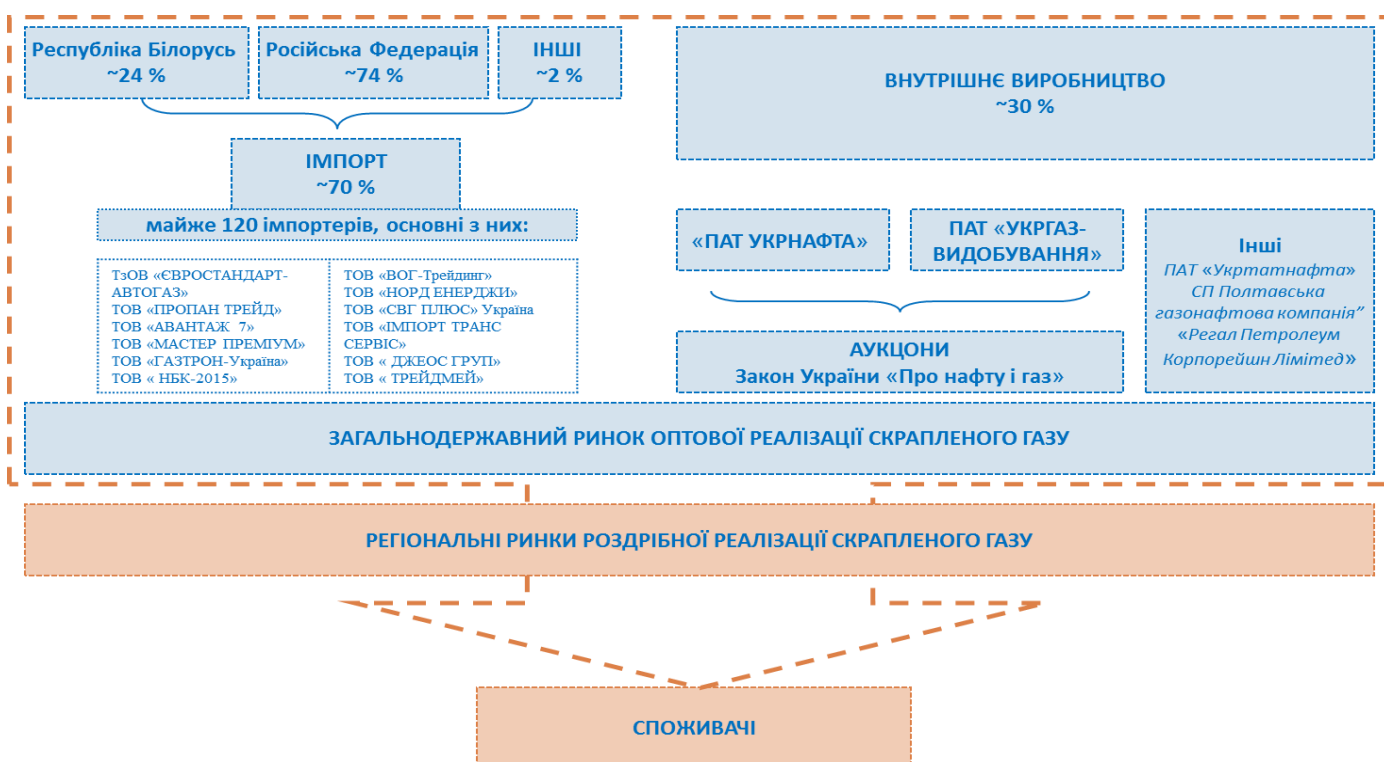 Республіка Білорусь
~24 %
Російська Федерація
~74 %
ІНШІ
~2 %
ІМПОРТ
~70 %
майже 120 імпортерів, основні з них:
ТзОВ «ЄВРОСТАНДАРТ-
АВТОГАЗ»
ТОВ «ПРОПАН ТРЕЙД»
ТОВ «АВАНТАЖ 7»
ТОВ «МАСТЕР ПРЕМІУМ»
ТОВ «ГАЗТРОН-Україна»
ТОВ « НБК-2015»
ТОВ «ВОГ-Трейдинг»
ТОВ «НОРД ЕНЕРДЖИ»
ТОВ «СВГ ПЛЮС» Україна
ТОВ «ІМПОРТ ТРАНС
СЕРВІС»
ТОВ « ДЖЕОС ГРУП»
ТОВ « ТРЕЙДМЕЙ»
ВНУТРІШНЄ ВИРОБНИЦТВО
~30 %
«ПАТ УКРНАФТА»
ПАТ «УКРГАЗ-
ВИДОБУВАННЯ»
АУКЦОНИ
Закон України «Про нафту і газ»
Інші
ПАТ «Укртатнафта»
СП Полтавська
газонафтова компанія”
«Регал Петролеум
Корпорейшн Лімітед»
ЗАГАЛЬНОДЕРЖАВНИЙ РИНОК ОПТОВОЇ РЕАЛІЗАЦІЇ СКРАПЛЕНОГО ГАЗУ
РЕГІОНАЛЬНІ РИНКИ РОЗДРІБНОЇ РЕАЛІЗАЦІЇ СКРАПЛЕНОГО ГАЗУ
СПОЖИВАЧІ